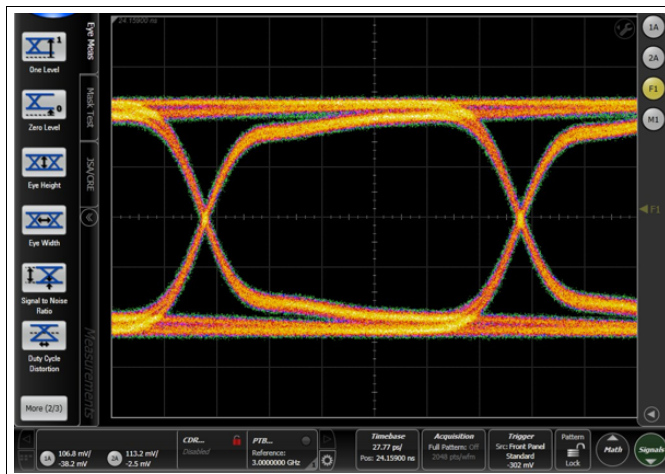 24.15900 ns
Eye Meas
One Level
Mask Test
Zero Level
JSA/CRE
Eye Height
Eye Width
Signal to Noise
Ratio
Duty Cycle
Distortion
More (2/3)
Measurements
1A
2A
F1
M1
F1
1A
106.8 mV/
-38.2 mV
2A
113.2 mV/
-2.5 mV
CDR...
Disabled
PTB...
Reference:
3.0000000 GHz
Timebase
27.77 ps/
Pos: 24.15900 ns
Acquisition
Full Pattern: Off
2048 pts/wfm
Trigger
Src: Front Panel
Standard
-302 mV
Pattern
Lock
Math
Signals